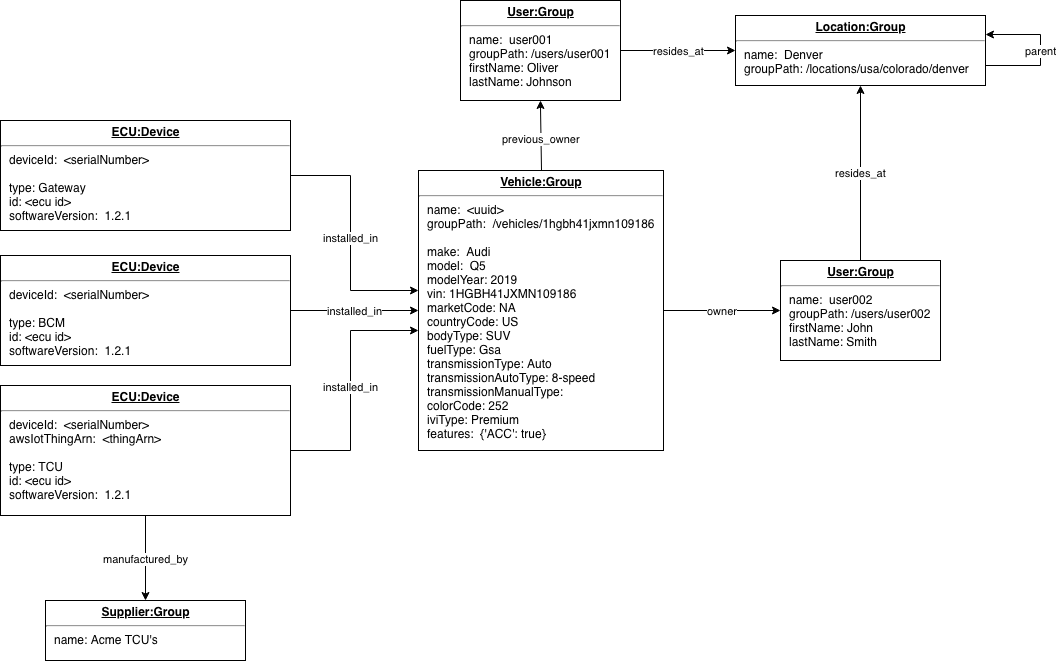 User:Group
name:  user001
groupPath: /users/user001
firstName: Oliver
lastName: Johnson
resides_at
Location:Group
name:  Denver
groupPath: /locations/usa/colorado/denver
parent
previous_owner
ECU:Device
deviceId:  <serialNumber>
type: Gateway
id: <ecu id>
softwareVersion:  1.2.1
installed_in
ECU:Device
deviceId:  <serialNumber>
type: BCM
id: <ecu id>
softwareVersion:  1.2.1
installed_in
ECU:Device
deviceId:  <serialNumber>
awsIotThingArn:  <thingArn>
type: TCU
id: <ecu id>
softwareVersion:  1.2.1
installed_in
manufactured_by
Supplier:Group
name: Acme TCU's
Vehicle:Group
name:  <uuid>
groupPath:  /vehicles/1hgbh41jxmn109186
make:  Audi
model:  Q5
modelYear: 2019
vin: 1HGBH41JXMN109186
marketCode: NA
countryCode: US
bodyType: SUV
fuelType: Gsa
transmissionType: Auto
transmissionAutoType: 8-speed
transmissionManualType:
colorCode: 252
iviType: Premium
features:  {'ACC': true}
owner
resides_at
User:Group
name:  user002
groupPath: /users/user002
firstName: John
lastName: Smith